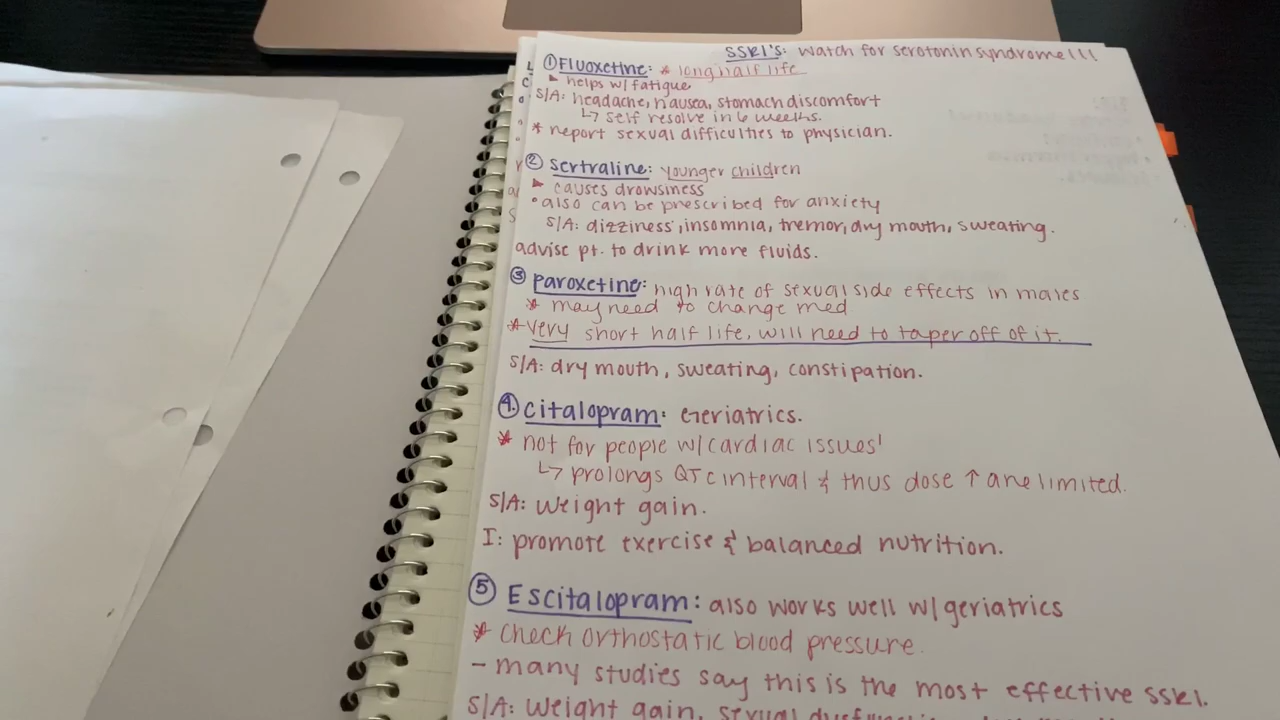 SSRI's: watch for serotonin syndrome!!!
① Fluoxetine: * long half life
▸ helps w/ fatigue
S/A: headache, nausea, stomach discomfort
↳ self resolve in 6 weeks.
* report sexual difficulties to physician.
② Sertraline: younger children
▸ causes drowsiness
• also can be prescribed for anxiety
S/A: dizziness, insomnia, tremor, dry mouth, sweating.
advise pt. to drink more fluids.
③ Paroxetine: high rate of sexual side effects in males
* may need to change med
* very short half life, will need to taper off of it.
S/A: dry mouth, sweating, constipation.
④ Citalopram: Geriatrics.
* not for people w/ cardiac issues!
↳ prolongs QTc interval & thus dose ↑ are limited.
S/A: weight gain.
I: promote exercise & balanced nutrition.
⑤ Escitalopram: also works well w/ geriatrics
* check orthostatic blood pressure.
- many studies say this is the most effective SSRI.
S/A: weight gain, sexual